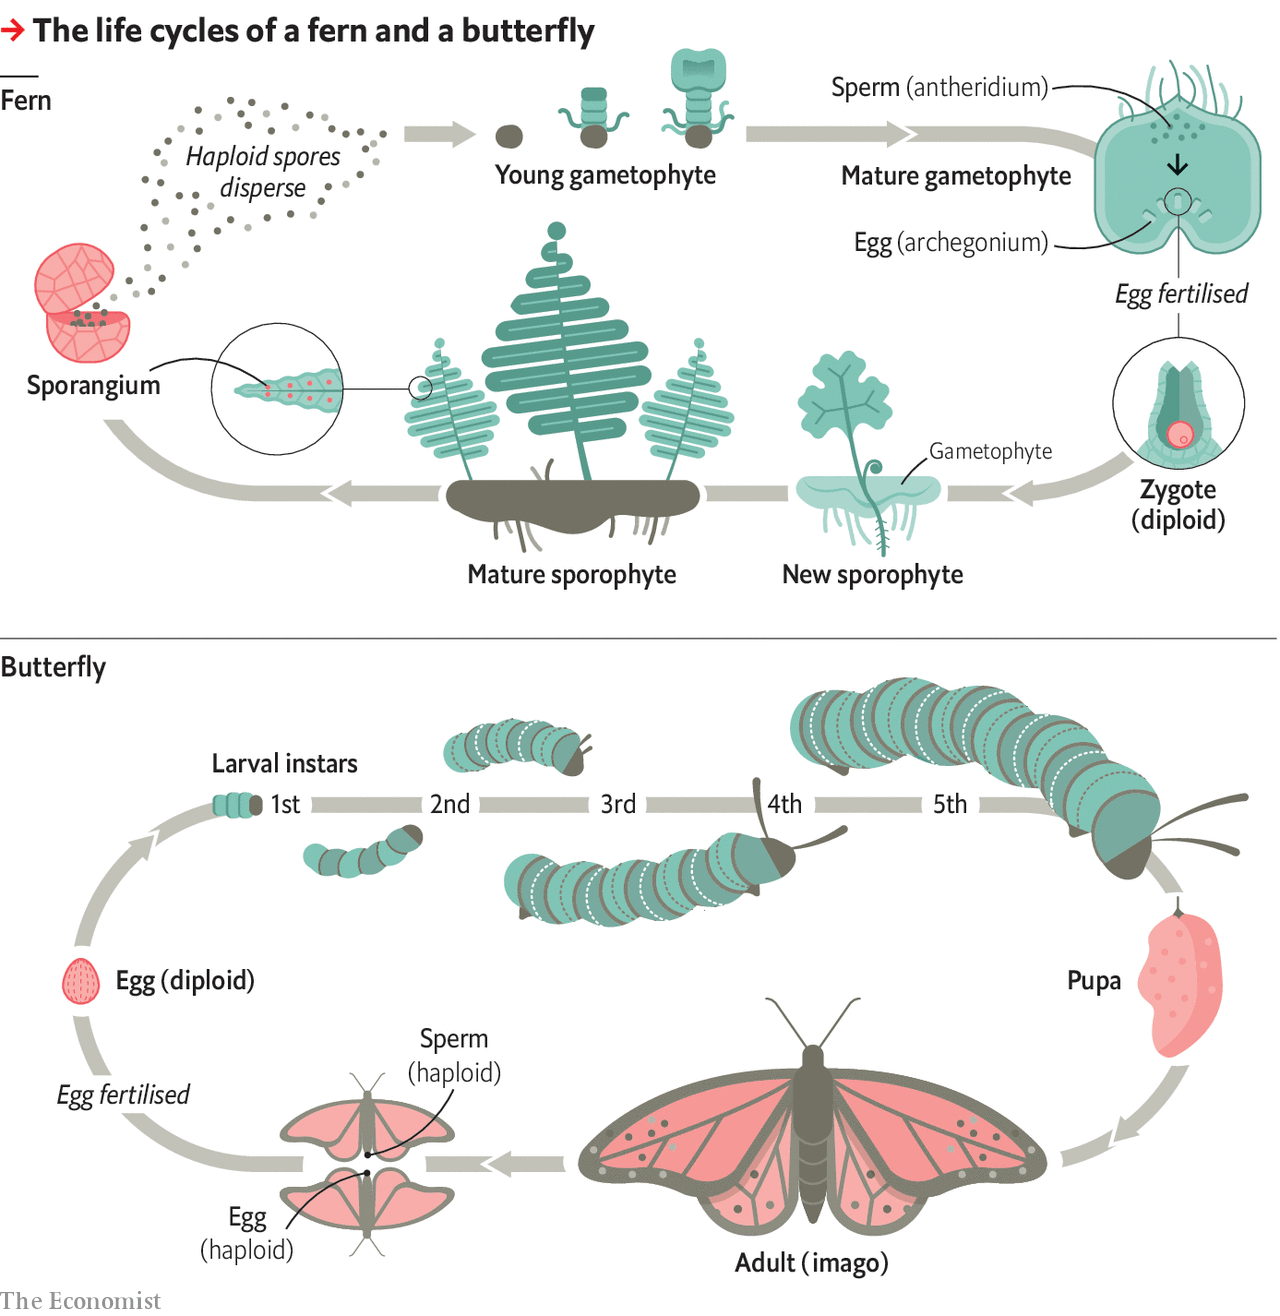 → The life cycles of a fern and a butterfly
Fern
Haploid spores
disperse
Young gametophyte
Sperm (antheridium)
Mature gametophyte
Egg (archegonium)
Egg fertilised
Sporangium
Gametophyte
Zygote
(diploid)
Mature sporophyte
New sporophyte
Butterfly
Larval instars
1st
2nd
3rd
4th
5th
Egg (diploid)
Pupa
Sperm
(haploid)
Egg fertilised
Egg
(haploid)
Adult (imago)
The Economist